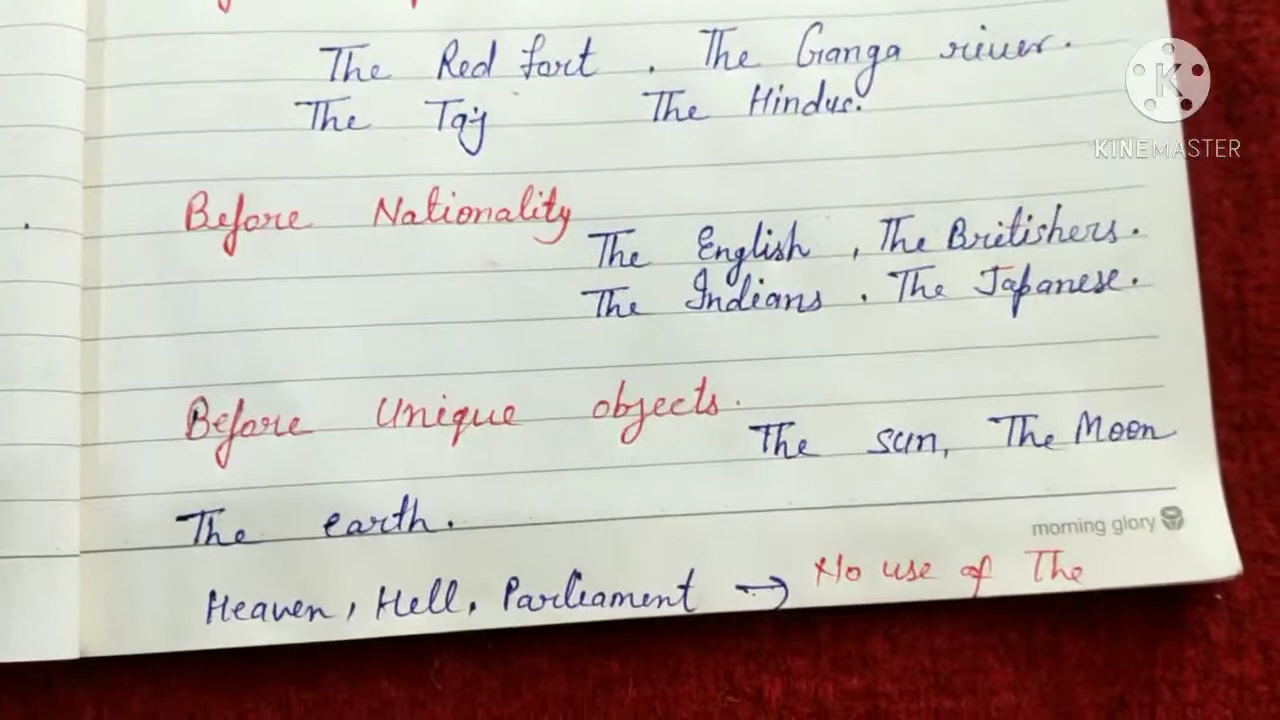 The Red fort . The Ganga river.
The Taj The Hindus.
KINEMASTER
Before Nationality
The English , The Britishers.
The Indians . The Japanese.
Before Unique objects.
The sun, The Moon
The earth.
morning glory
Heaven, Hell, Parliament → No use of The